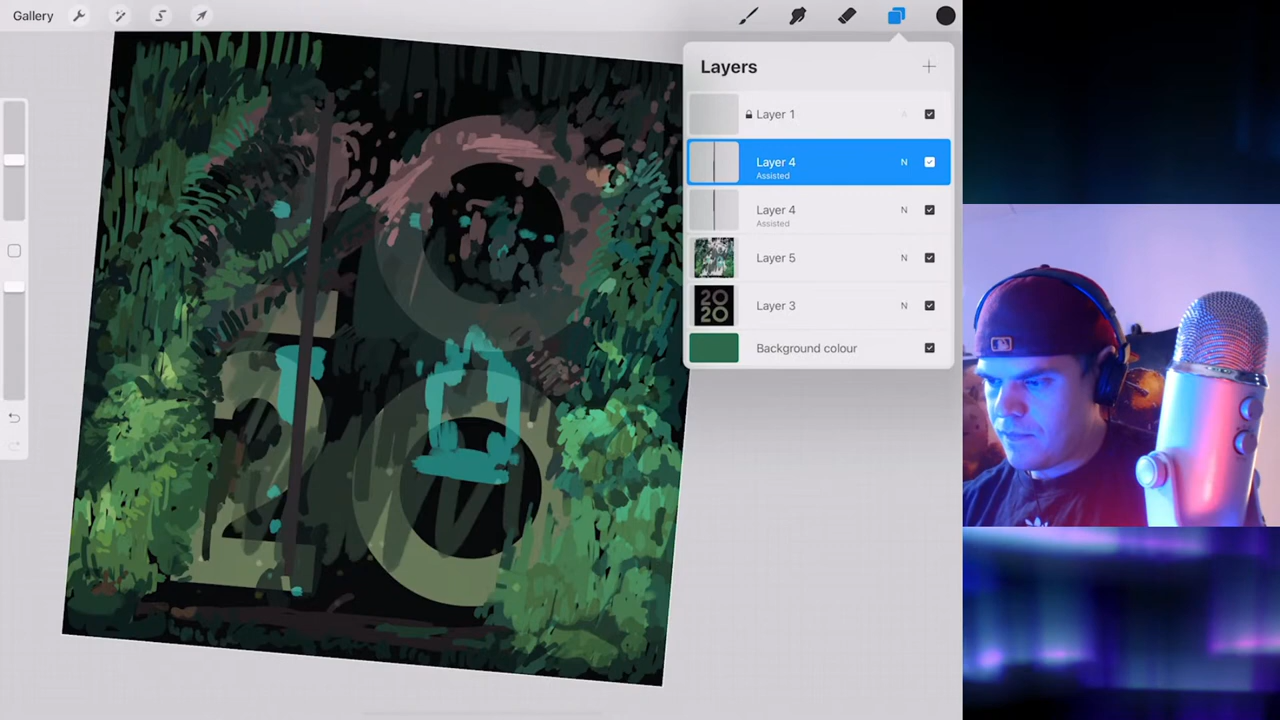 Gallery
Layers
Layer 1
Layer 4
N
Assisted
Layer 4
N
Assisted
Layer 5
N
Layer 3
N
Background colour
20
20